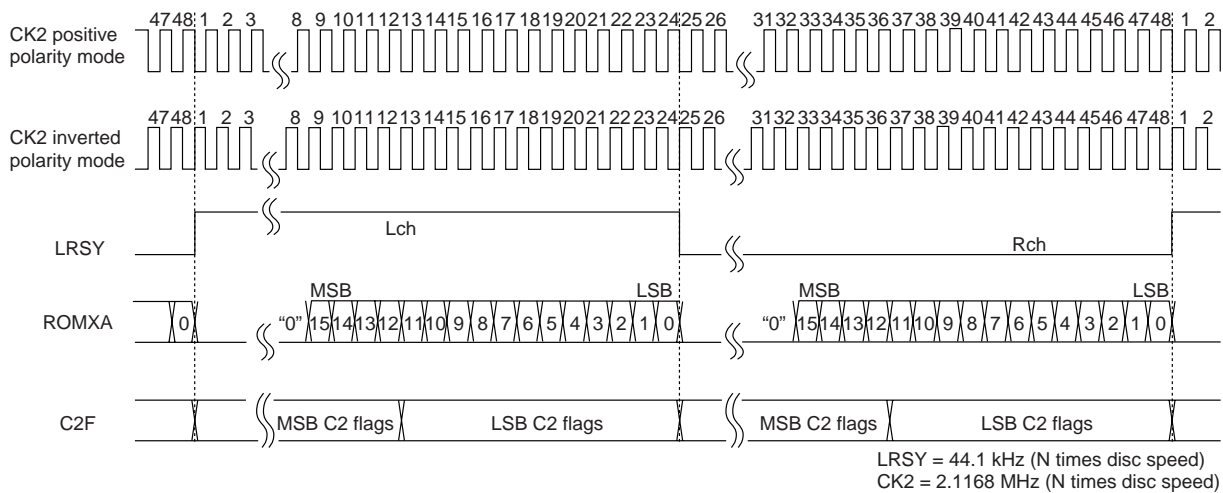 47 48 1 2 3 8 9 10 11 12 13 14 15 16 17 18 19 20 21 22 23 24 25 26 31 32 33 34 35 36 37 38 39 40 41 42 43 44 45 46 47 48 1 2
CK2 positive
polarity mode
47 48 1 2 3 8 9 10 11 12 13 14 15 16 17 18 19 20 21 22 23 24 25 26 31 32 33 34 35 36 37 38 39 40 41 42 43 44 45 46 47 48 1 2
CK2 inverted
polarity mode
LRSY Lch Rch
MSB LSB MSB LSB
ROMXA 0 “0” 15 14 13 12 11 10 9 8 7 6 5 4 3 2 1 0 “0” 15 14 13 12 11 10 9 8 7 6 5 4 3 2 1 0
C2F MSB C2 flags LSB C2 flags MSB C2 flags LSB C2 flags
LRSY = 44.1 kHz (N times disc speed)
CK2 = 2.1168 MHz (N times disc speed)